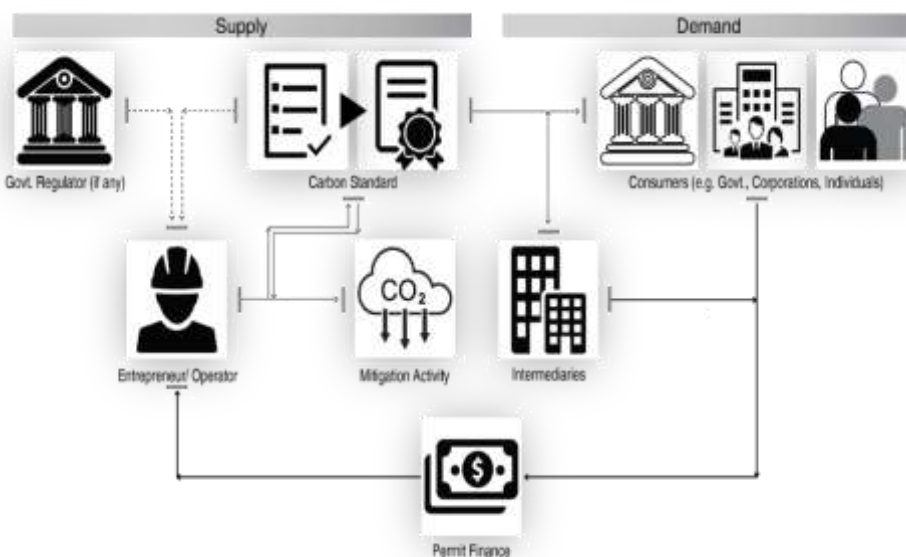 Supply
Demand
Govt. Regulator (if any)
Carbon Standard
Consumers (e.g. Govt., Corporations, Individuals)
CO₂
Entrepreneur/ Operator
Mitigation Activity
Intermediaries
$
Permit Finance